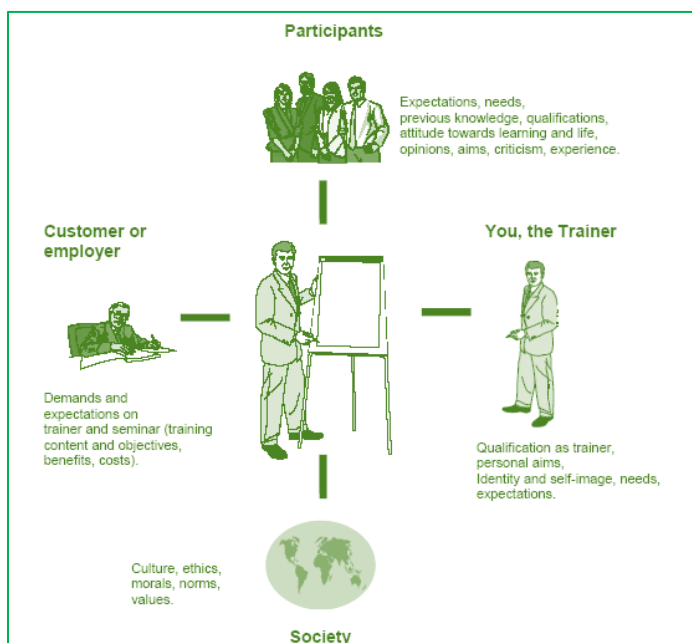 Participants
Expectations, needs,
previous knowledge, qualifications,
attitude towards learning and life,
opinions, aims, criticism, experience.
Customer or
employer
You, the Trainer
Demands and
expectations on
trainer and seminar (training
content and objectives,
benefits, costs).
Qualification as trainer,
personal aims,
Identity and self-image, needs,
expectations.
Culture, ethics,
morals, norms,
values.
Society